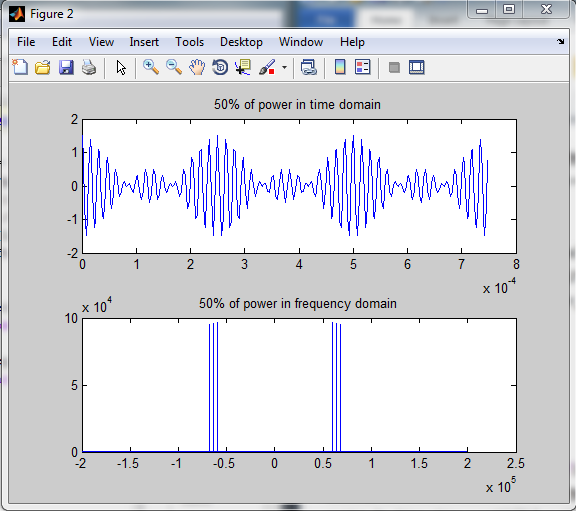 Figure 2
File Edit View Insert Tools Desktop Window Help
50% of power in time domain
2
1
0
-1
-2
0 1 2 3 4 5 6 7 8
x 10^-4
50% of power in frequency domain
x 10^4
10
5
0
-2 -1.5 -1 -0.5 0 0.5 1 1.5 2 2.5
x 10^5